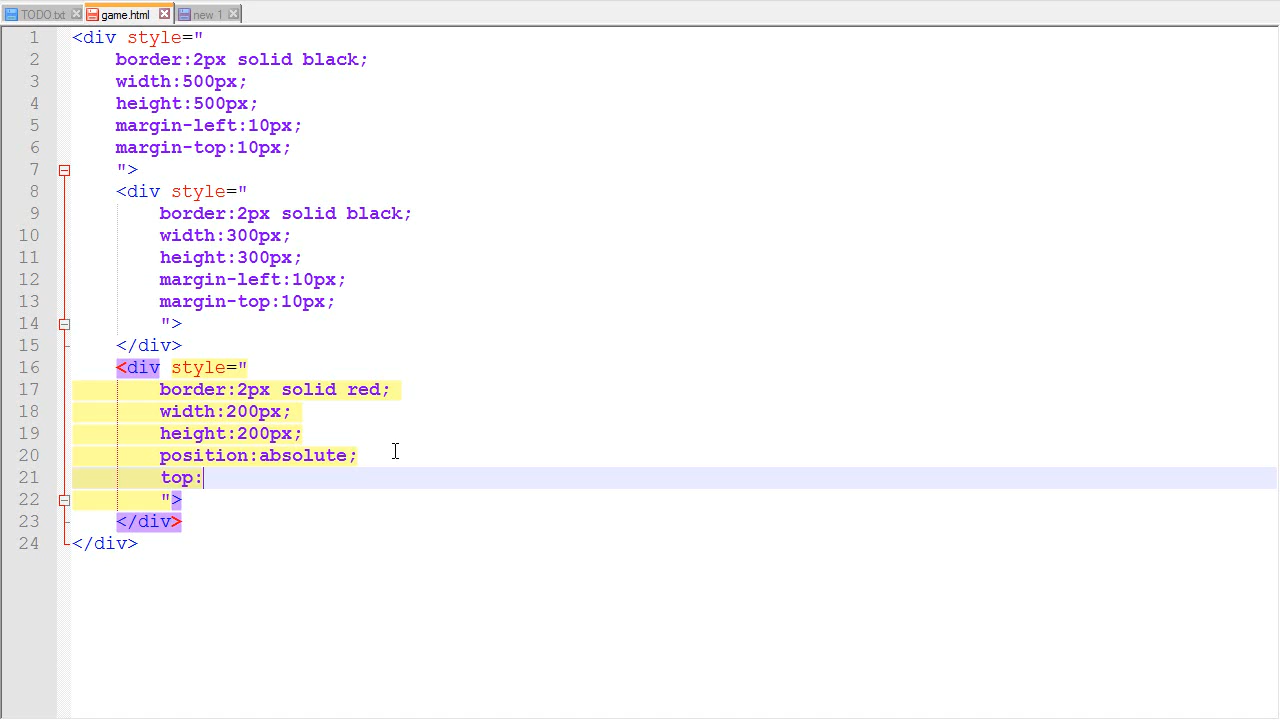 TODO.txt game.html new 1
1 <div style="
2 border:2px solid black;
3 width:500px;
4 height:500px;
5 margin-left:10px;
6 margin-top:10px;
7 ">
8 <div style="
9 border:2px solid black;
10 width:300px;
11 height:300px;
12 margin-left:10px;
13 margin-top:10px;
14 ">
15 </div>
16 <div style="
17 border:2px solid red;
18 width:200px;
19 height:200px;
20 position:absolute;
21 top:
22 ">
23 </div>
24 </div>